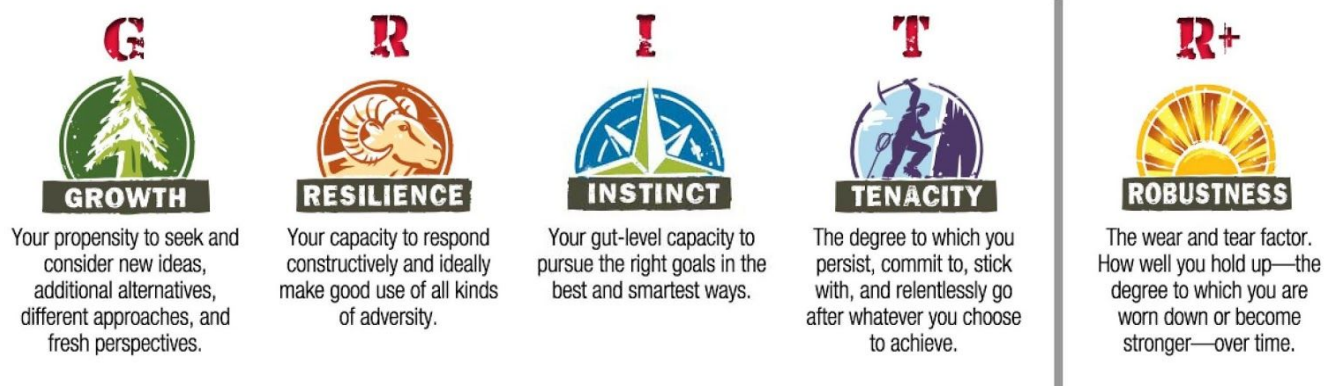 G
GROWTH
Your propensity to seek and
consider new ideas,
additional alternatives,
different approaches, and
fresh perspectives.
R
RESILIENCE
Your capacity to respond
constructively and ideally
make good use of all kinds
of adversity.
I
INSTINCT
Your gut-level capacity to
pursue the right goals in the
best and smartest ways.
T
TENACITY
The degree to which you
persist, commit to, stick
with, and relentlessly go
after whatever you choose
to achieve.
R+
ROBUSTNESS
The wear and tear factor.
How well you hold up—the
degree to which you are
worn down or become
stronger—over time.